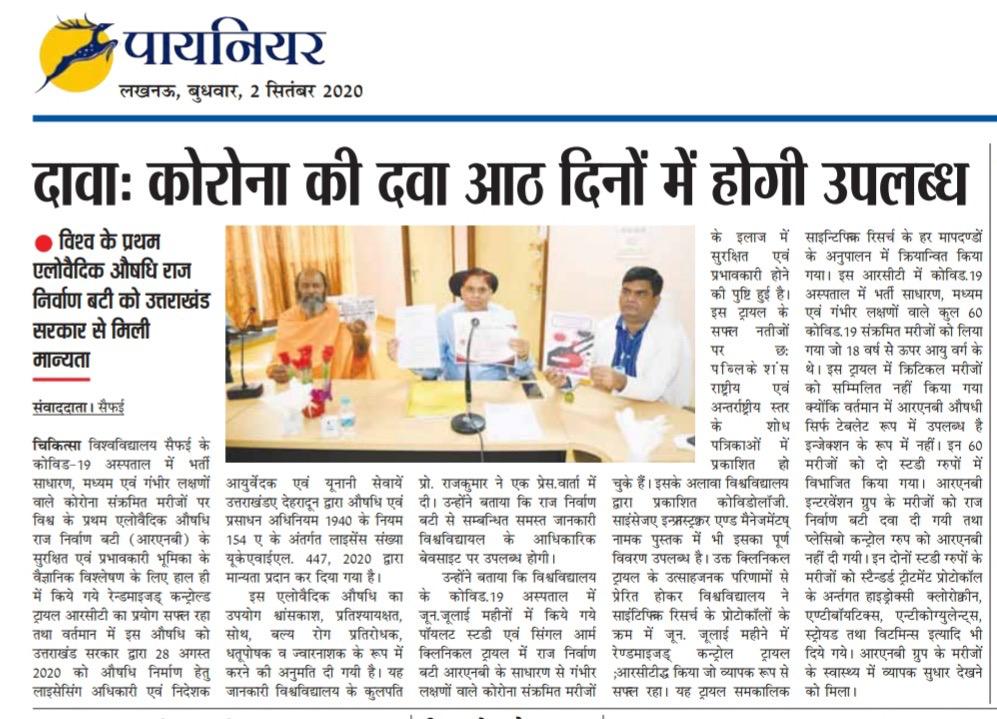 पायनियर
लखनऊ, बुधवार, 2 सितंबर 2020
दावाः कोरोना की दवा आठ दिनों में होगी उपलब्ध
विश्व के प्रथम
एलोवैदिक औषधि राज
निर्वाण बटी को उत्तराखंड
सरकार से मिली
मान्यता
संवाददाता। सैफई
चिकित्सा विश्वविद्यालय सैफई के
कोविड-19 अस्पताल में भर्ती
साधारण, मध्यम एवं गंभीर लक्षणों
वाले कोरोना संक्रमित मरीजों पर
विश्व के प्रथम एलोवैदिक औषधि
राज निर्वाण बटी (आरएनबी) के
सुरक्षित एवं प्रभावकारी भूमिका के
वैज्ञानिक विश्लेषण के लिए हाल ही
में किये गये रेन्डमाइजड् कन्ट्रोल्ड
ट्रायल आरसीटी का प्रयोग सफल रहा
तथा वर्तमान में इस औषधि को
उत्तराखंड सरकार द्वारा 28 अगस्त
2020 को औषधि निर्माण हेतु
लाइसेसिंग अधिकारी एवं निदेशक
आयुर्वेदक एवं यूनानी सेवायें
उत्तराखंडए देहरादून द्वारा औषधि एवं
प्रसाधन अधिनियम 1940 के नियम
154 ए के अंतर्गत लाइसेंस संख्या
यूकेएवाईएल. 447, 2020 द्वारा
मान्यता प्रदान कर दिया गया है।
इस एलोवैदिक औषधी का
उपयोग श्वांसकाश, प्रतिश्यायक्षत,
सोथ, बल्य रोग प्रतिरोधक,
धतूपोषक व ज्वारनाशक के रूप में
करने की अनुमति दी गयी है। यह
जानकारी विश्वविद्यालय के कुलपति
प्रो. राजकुमार ने एक प्रेस.वार्ता में
दी। उन्होंने बताया कि राज निर्वाण
बटी से सम्बन्धित समस्त जानकारी
विश्विद्यायल के आधिकारिक
बेवसाइट पर उपलब्ध होगी।
उन्होंने बताया कि विश्वविद्यालय
के कोविड.19 अस्पताल में
जून.जूलाई महिनों में किये गये
पॉयलट स्टडी एवं सिंगल आर्म
क्लिनिकल ट्रायल में राज निर्वाण
बटी आरएनबी के साधारण से गंभीर
लक्षणों वाले कोरोना संक्रमित मरीजों
के इलाज में
सुरक्षित एवं
प्रभावकारी होने
की पुष्टि हुई है।
इस ट्रायल के
सफल नतीजों
पर छः
पब्लिकेशंस
राष्ट्रीय एवं
अन्तर्राष्ट्रीय स्तर
के शोध
पत्रिकाओं में
प्रकाशित हो
चुके हैं। इसके अलावा विश्वविद्यालय
द्वारा प्रकाशित कोविडोलॉजी.
साइंसेजए इन्फ्रास्ट्रक्चर एण्ड मैनेजमेंटष्
नामक पुस्तक में भी इसका पूर्ण
विवरण उपलब्ध है। उक्त क्लिनिकल
ट्रायल के उत्साहजनक परिणामों से
प्रेरित होकर विश्वविद्यालय ने
साइंटिफिक रिसर्च के प्रोटोकॉलों के
क्रम में जून. जूलाई महीने में
रेण्डमाइजड् कन्ट्रोल ट्रायल
;आरसीटीद्ध किया जो व्यापक रूप से
सफल रहा। यह ट्रायल समकालिक
साइन्टिफिक रिसर्च के हर मापदण्डों
के अनुपालन में क्रियान्वित किया
गया। इस आरसीटी में कोविड.19
अस्पताल में भर्ती साधारण, मध्यम
एवं गंभीर लक्षणों वाले कुल 60
कोविड.19 संक्रमित मरीजों को लिया
गया जो 18 वर्ष से ऊपर आयु वर्ग के
थे। इस ट्रायल में क्रिटिकल मरीजों
को सम्मिलित नहीं किया गया
क्योंकि वर्तमान में आरएनबी औषधी
सिर्फ टेबलेट रूप में उपलब्ध है
इन्जेक्शन के रूप में नहीं। इन 60
मरीजों को दो स्टडी ग्रुपों में
विभाजित किया गया। आरएनबी
इन्टरवेंशन ग्रुप के मरीजों को राज
निर्वाण बटी दवा दी गयी तथा
प्लेसिबो कन्ट्रोल ग्रुप को आरएनबी
नहीं दी गयी। इन दोनों स्टडी ग्रुपों के
मरीजों को स्टैन्डर्ड ट्रीटमेंट प्रोटोकॉल
के अर्न्तगत हाइड्रोक्सी क्लोरोक्रीन,
एण्टीबॉयटिक्स, एन्टीकोग्युलेन्ट्स,
स्ट्रोयड तथा विटमिन्स इत्यादि भी
दिये गये। आरएनबी ग्रुप के मरीजों
के स्वास्थ्य में व्यापक सुधार देखने
को मिला।